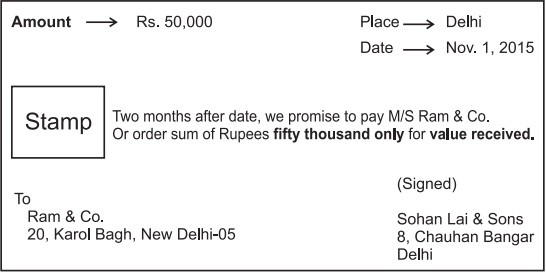 Amount → Rs. 50,000
Place → Delhi
Date → Nov. 1, 2015
Stamp
Two months after date, we promise to pay M/S Ram & Co.
Or order sum of Rupees fifty thousand only for value received.
To
Ram & Co.
20, Karol Bagh, New Delhi-05
(Signed)
Sohan Lai & Sons
8, Chauhan Bangar
Delhi